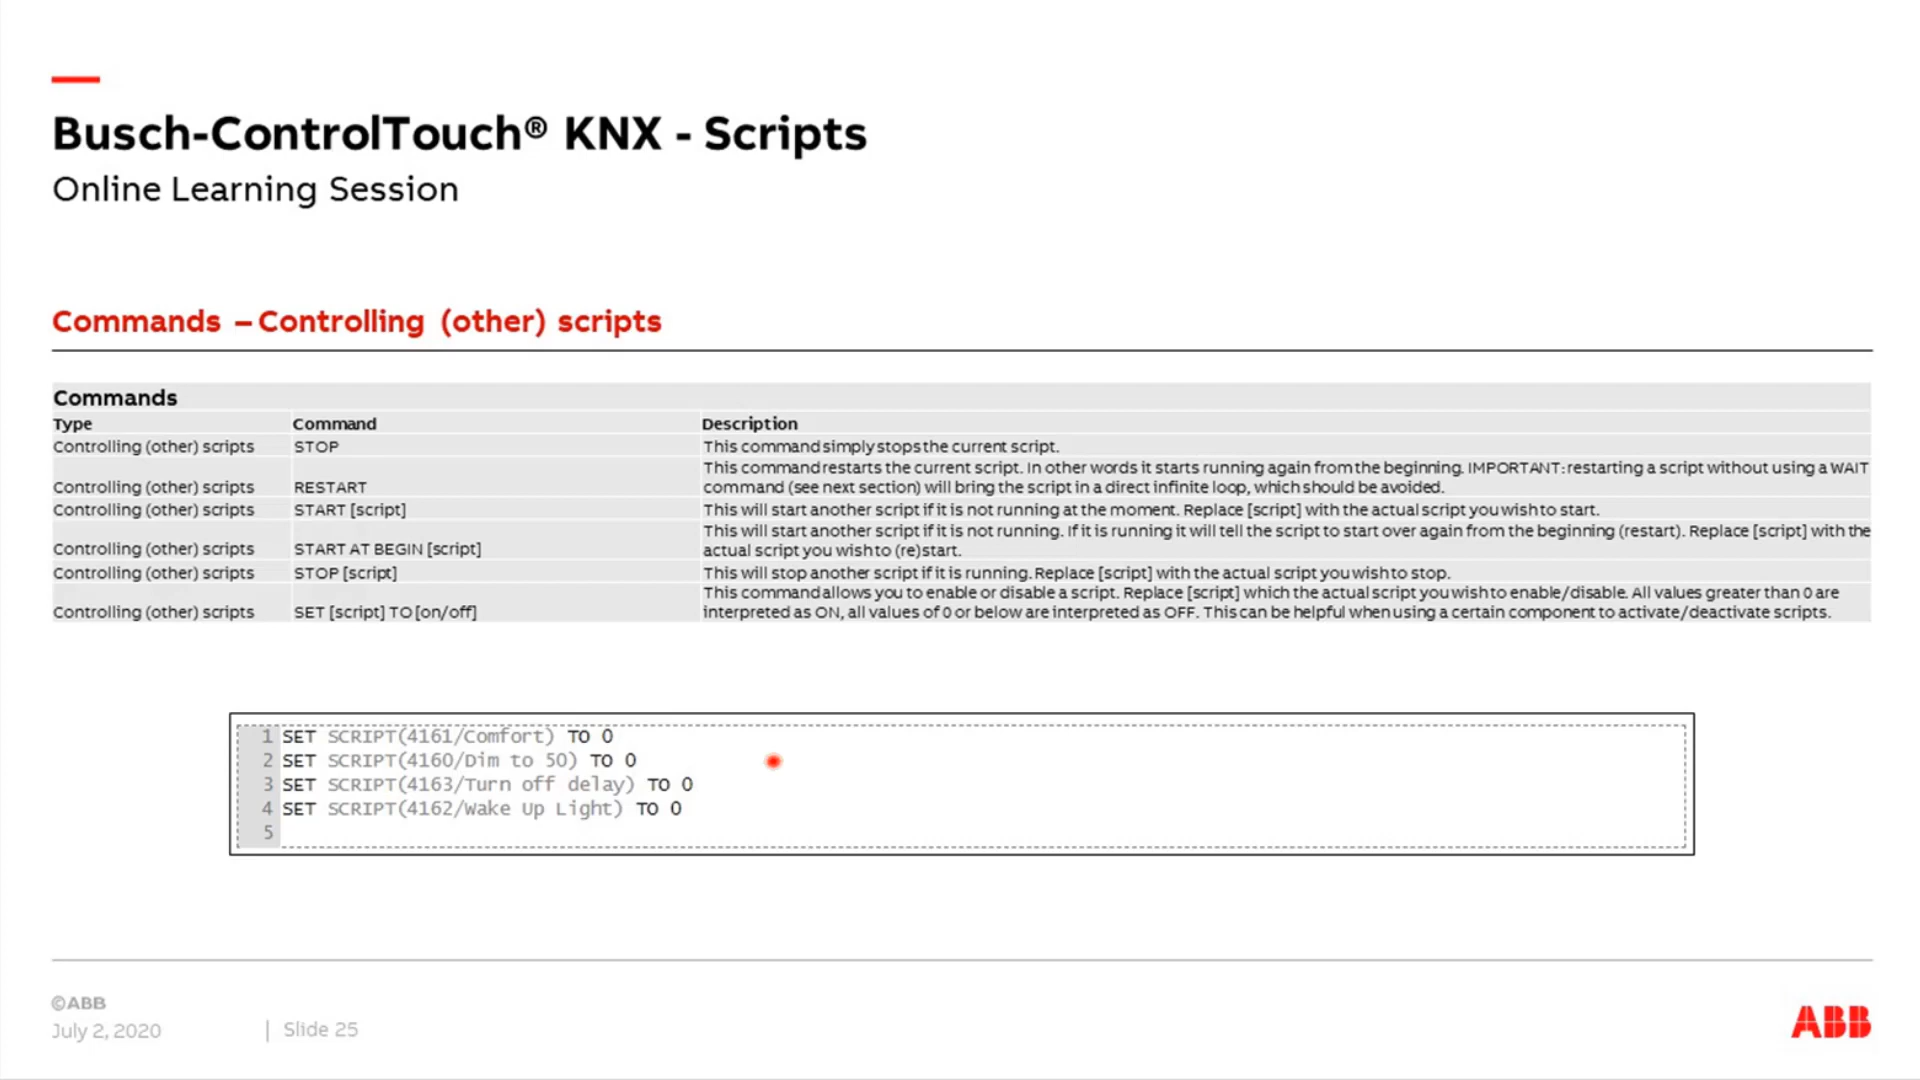 Busch-ControlTouch® KNX - Scripts
Online Learning Session
Commands – Controlling (other) scripts
Commands
Type Command Description
Controlling (other) scripts STOP This command simply stops the current script.
Controlling (other) scripts RESTART This command restarts the current script. In other words it starts running again from the beginning. IMPORTANT: restarting a script without using a WAIT
command (see next section) will bring the script in a direct infinite loop, which should be avoided.
Controlling (other) scripts START [script] This will start another script if it is not running at the moment. Replace [script] with the actual script you wish to start.
Controlling (other) scripts START AT BEGIN [script] This will start another script if it is not running. If it is running it will tell the script to start over again from the beginning (restart). Replace [script] with the
actual script you wish to (re)start.
Controlling (other) scripts STOP [script] This will stop another script if it is running. Replace [script] with the actual script you wish to stop.
Controlling (other) scripts SET [script] TO [on/off] This command allows you to enable or disable a script. Replace [script] which the actual script you wish to enable/disable. All values greater than 0 are
interpreted as ON, all values of 0 or below are interpreted as OFF. This can be helpful when using a certain component to activate/deactivate scripts.
1 SET SCRIPT(4161/Comfort) TO 0
2 SET SCRIPT(4160/Dim to 50) TO 0
3 SET SCRIPT(4163/Turn off delay) TO 0
4 SET SCRIPT(4162/Wake Up Light) TO 0
5
©ABB
July 2, 2020 | Slide 25
ABB